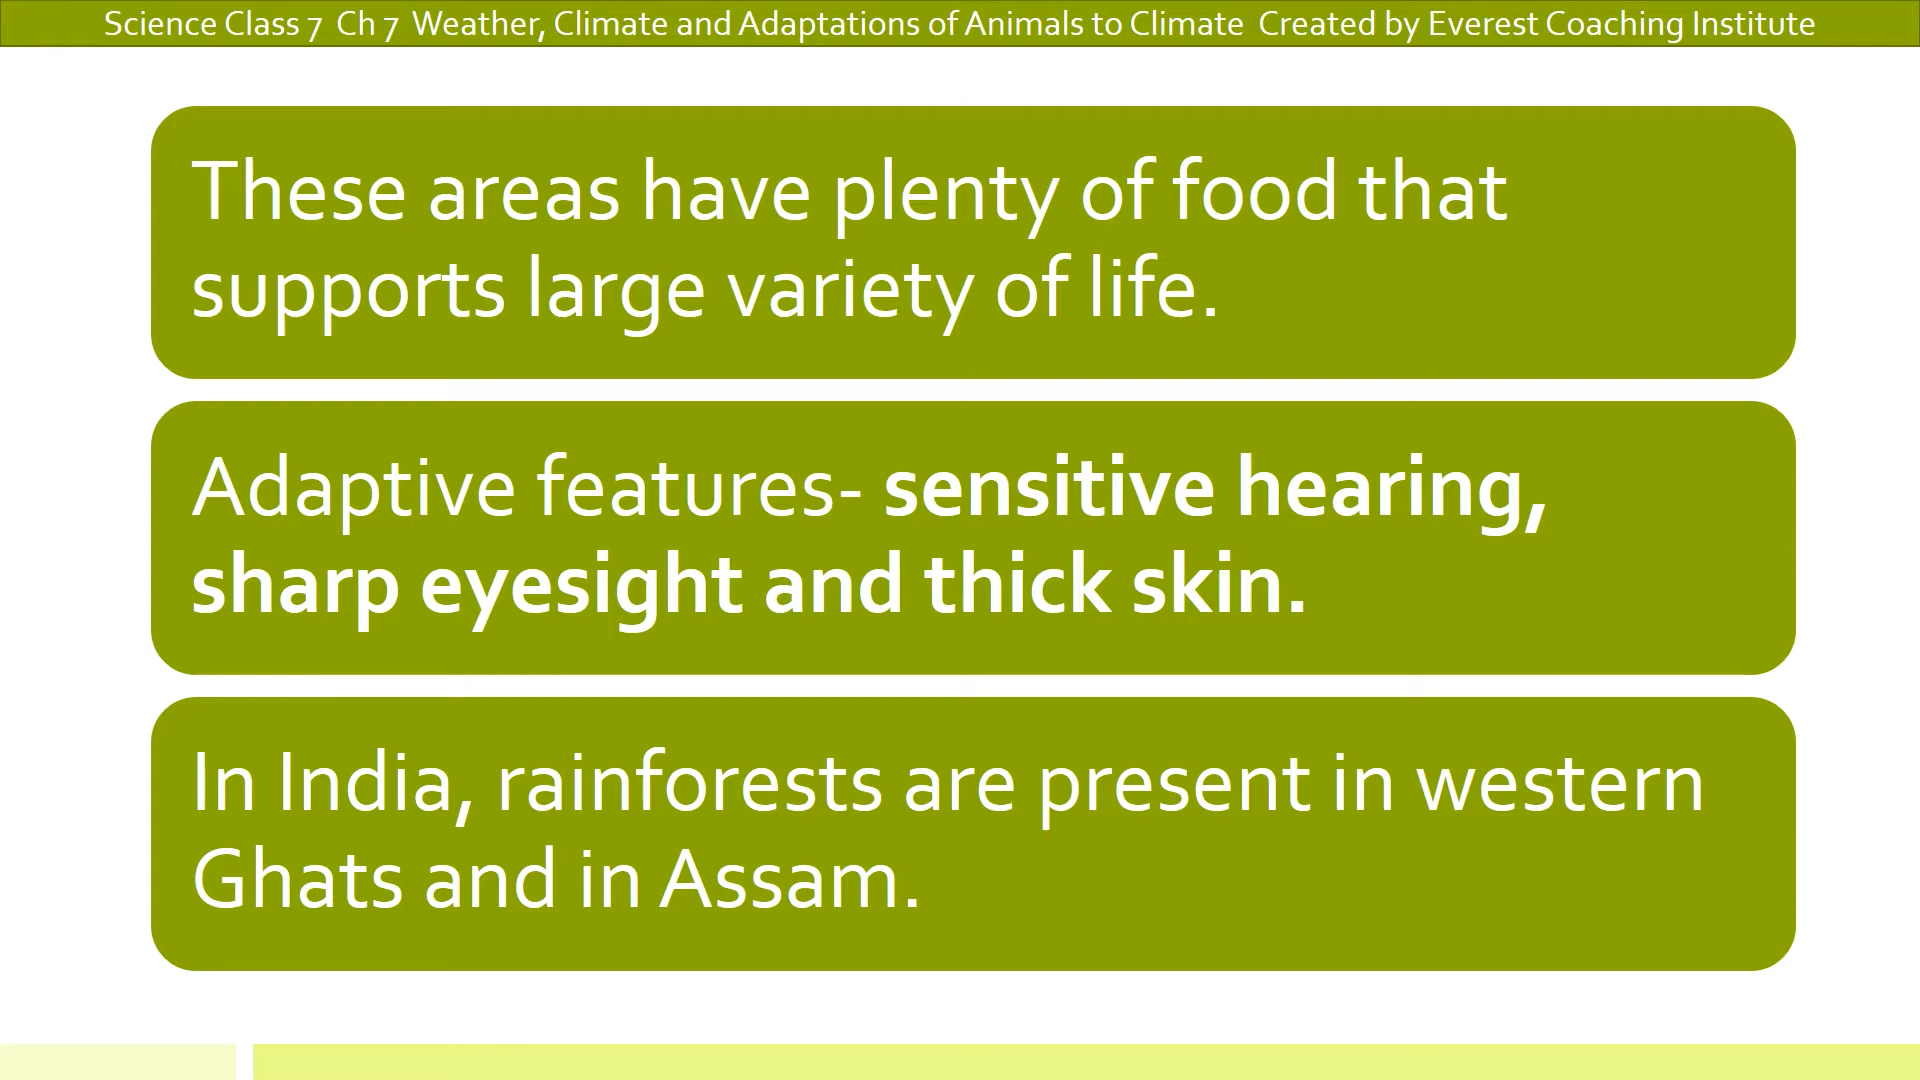 Science Class 7 Ch 7 Weather, Climate and Adaptations of Animals to Climate Created by Everest Coaching Institute
These areas have plenty of food that
supports large variety of life.
Adaptive features- sensitive hearing,
sharp eyesight and thick skin.
In India, rainforests are present in western
Ghats and in Assam.